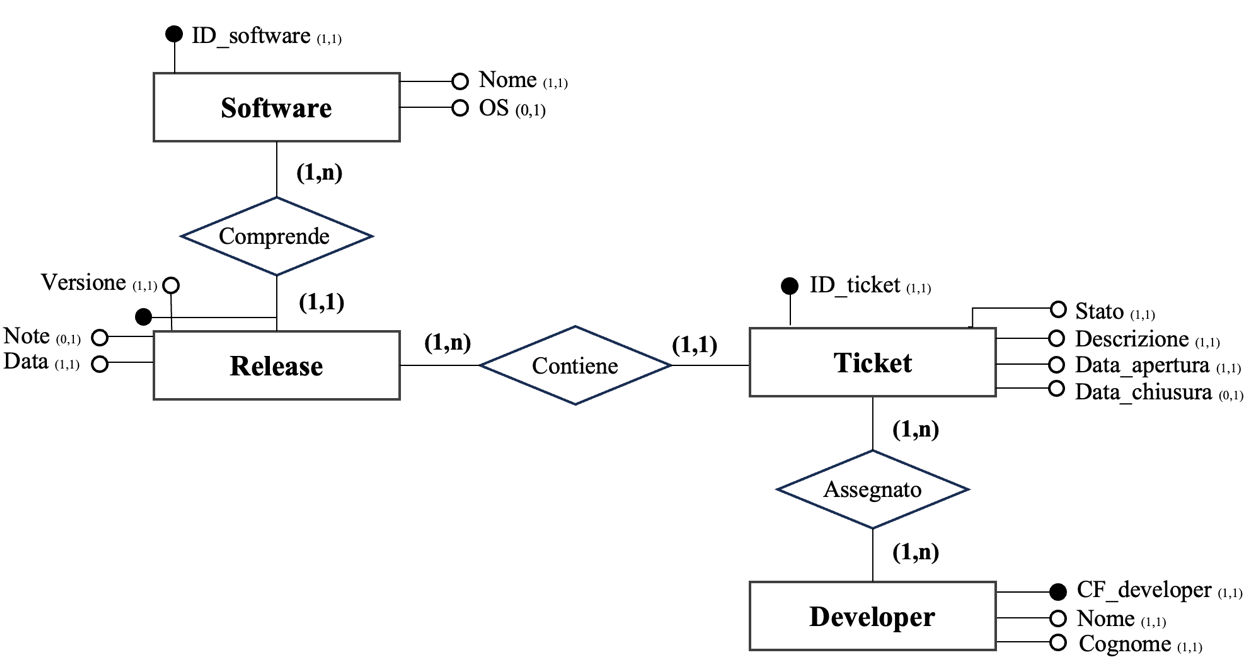 ID_software (1,1)
Nome (1,1)
Software
OS (0,1)
(1,n)
Comprende
Versione (1,1)
(1,1)
Note (0,1)
Data (1,1)
Release
(1,n)
Contiene
(1,1)
ID_ticket (1,1)
Ticket
Stato (1,1)
Descrizione (1,1)
Data_apertura (1,1)
Data_chiusura (0,1)
(1,n)
Assegnato
(1,n)
Developer
CF_developer (1,1)
Nome (1,1)
Cognome (1,1)